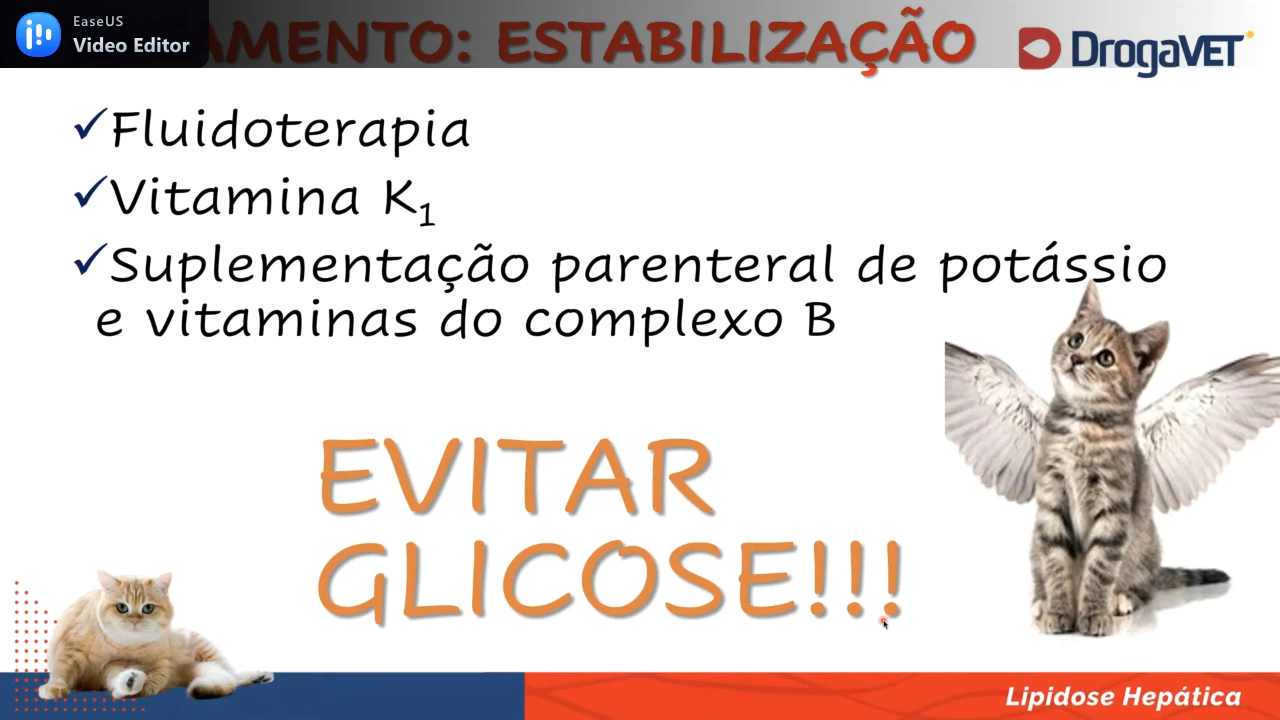 EaseUS
Video Editor
AMENTO: ESTABILIZAÇÃO
DrogaVET
✓Fluidoterapia
✓Vitamina K₁
✓Suplementação parenteral de potássio
e vitaminas do complexo B
EVITAR
GLICOSE!!!
Lipidose Hepática